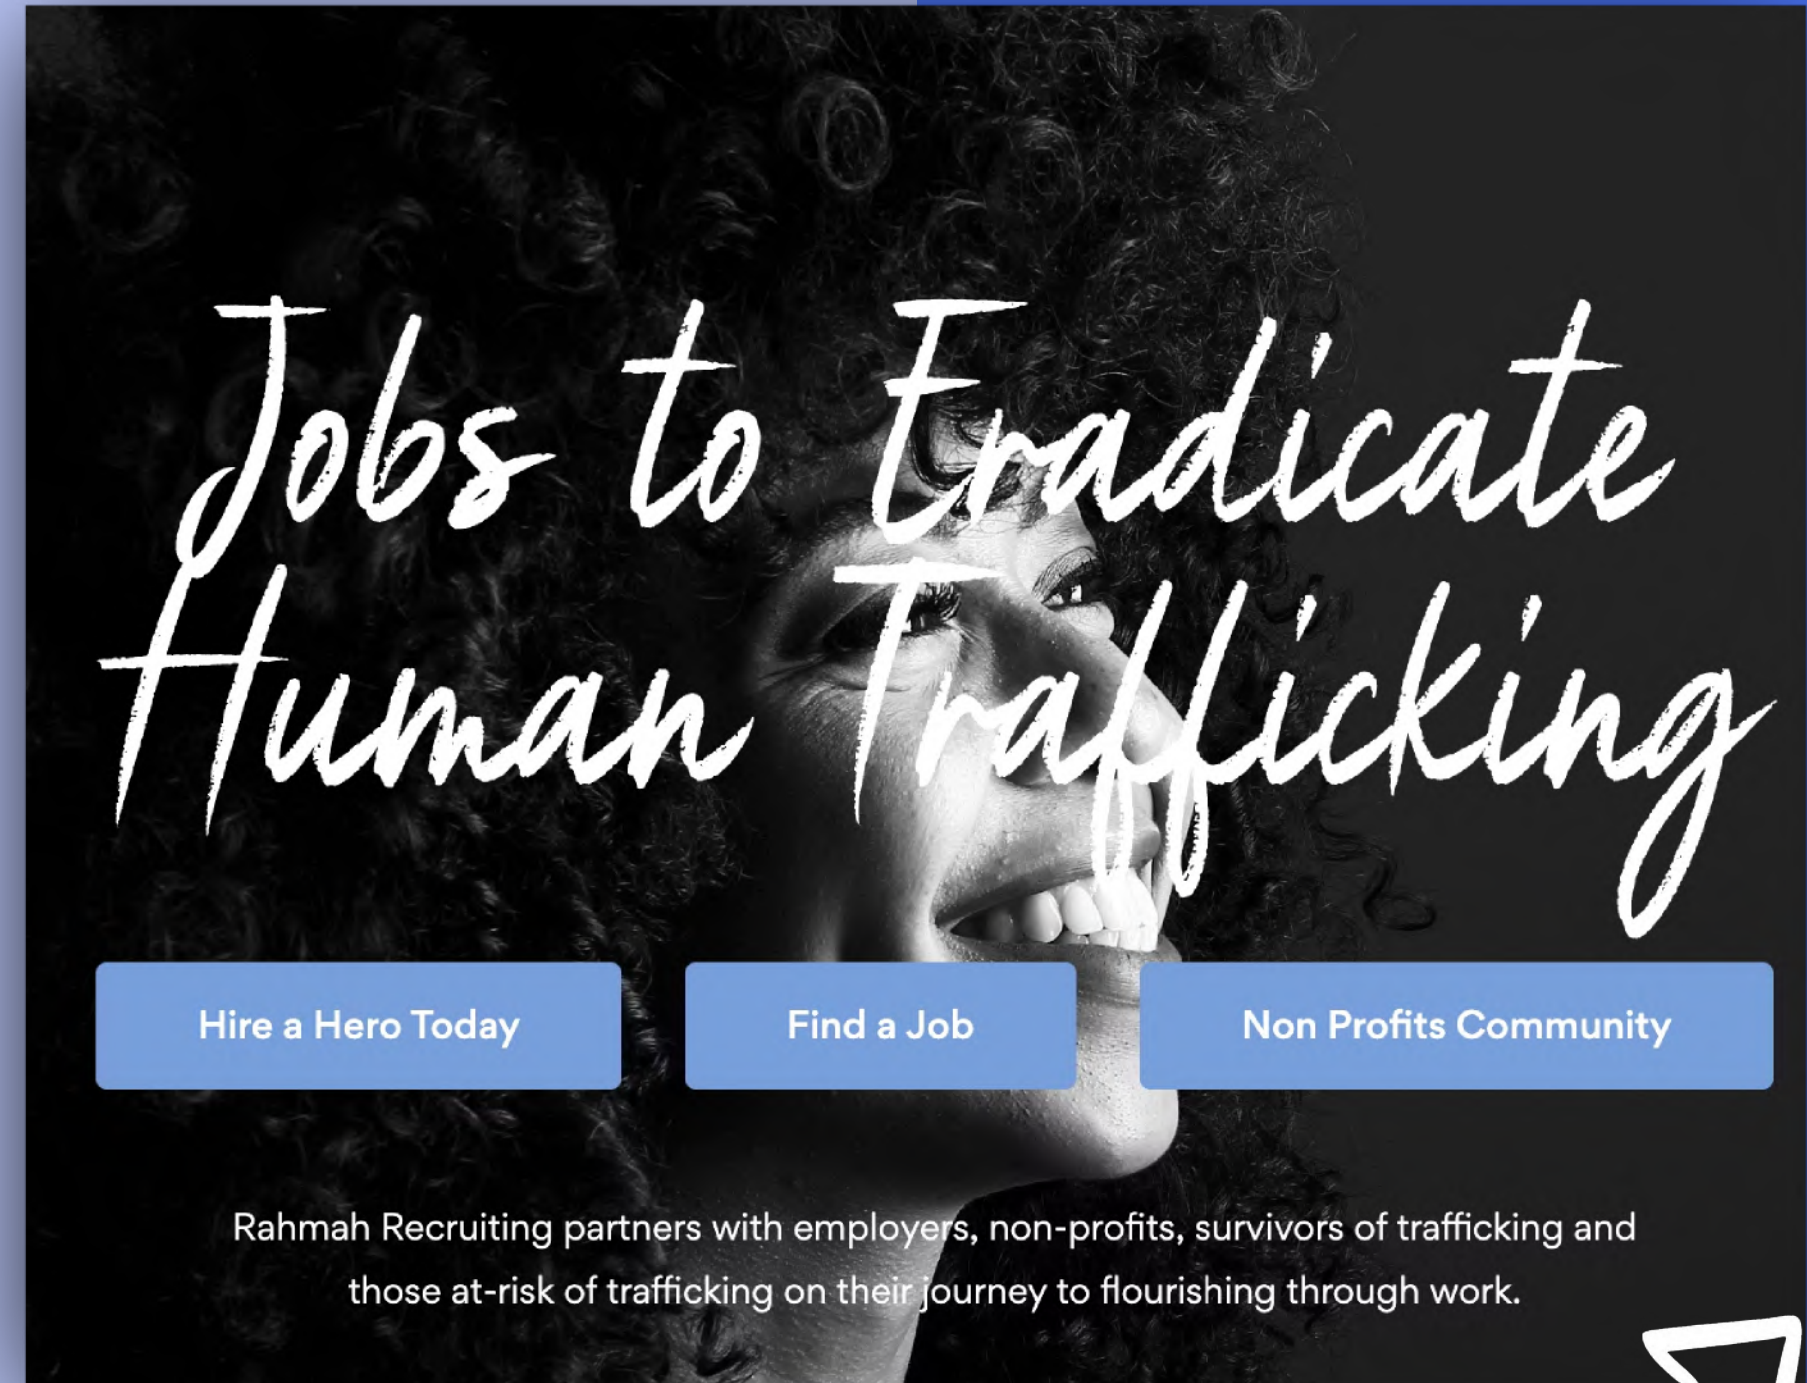 Jobs to Eradicate
Human Trafficking
Hire a Hero Today
Find a Job
Non Profits Community
Rahmah Recruiting partners with employers, non-profits, survivors of trafficking and
those at-risk of trafficking on their journey to flourishing through work.